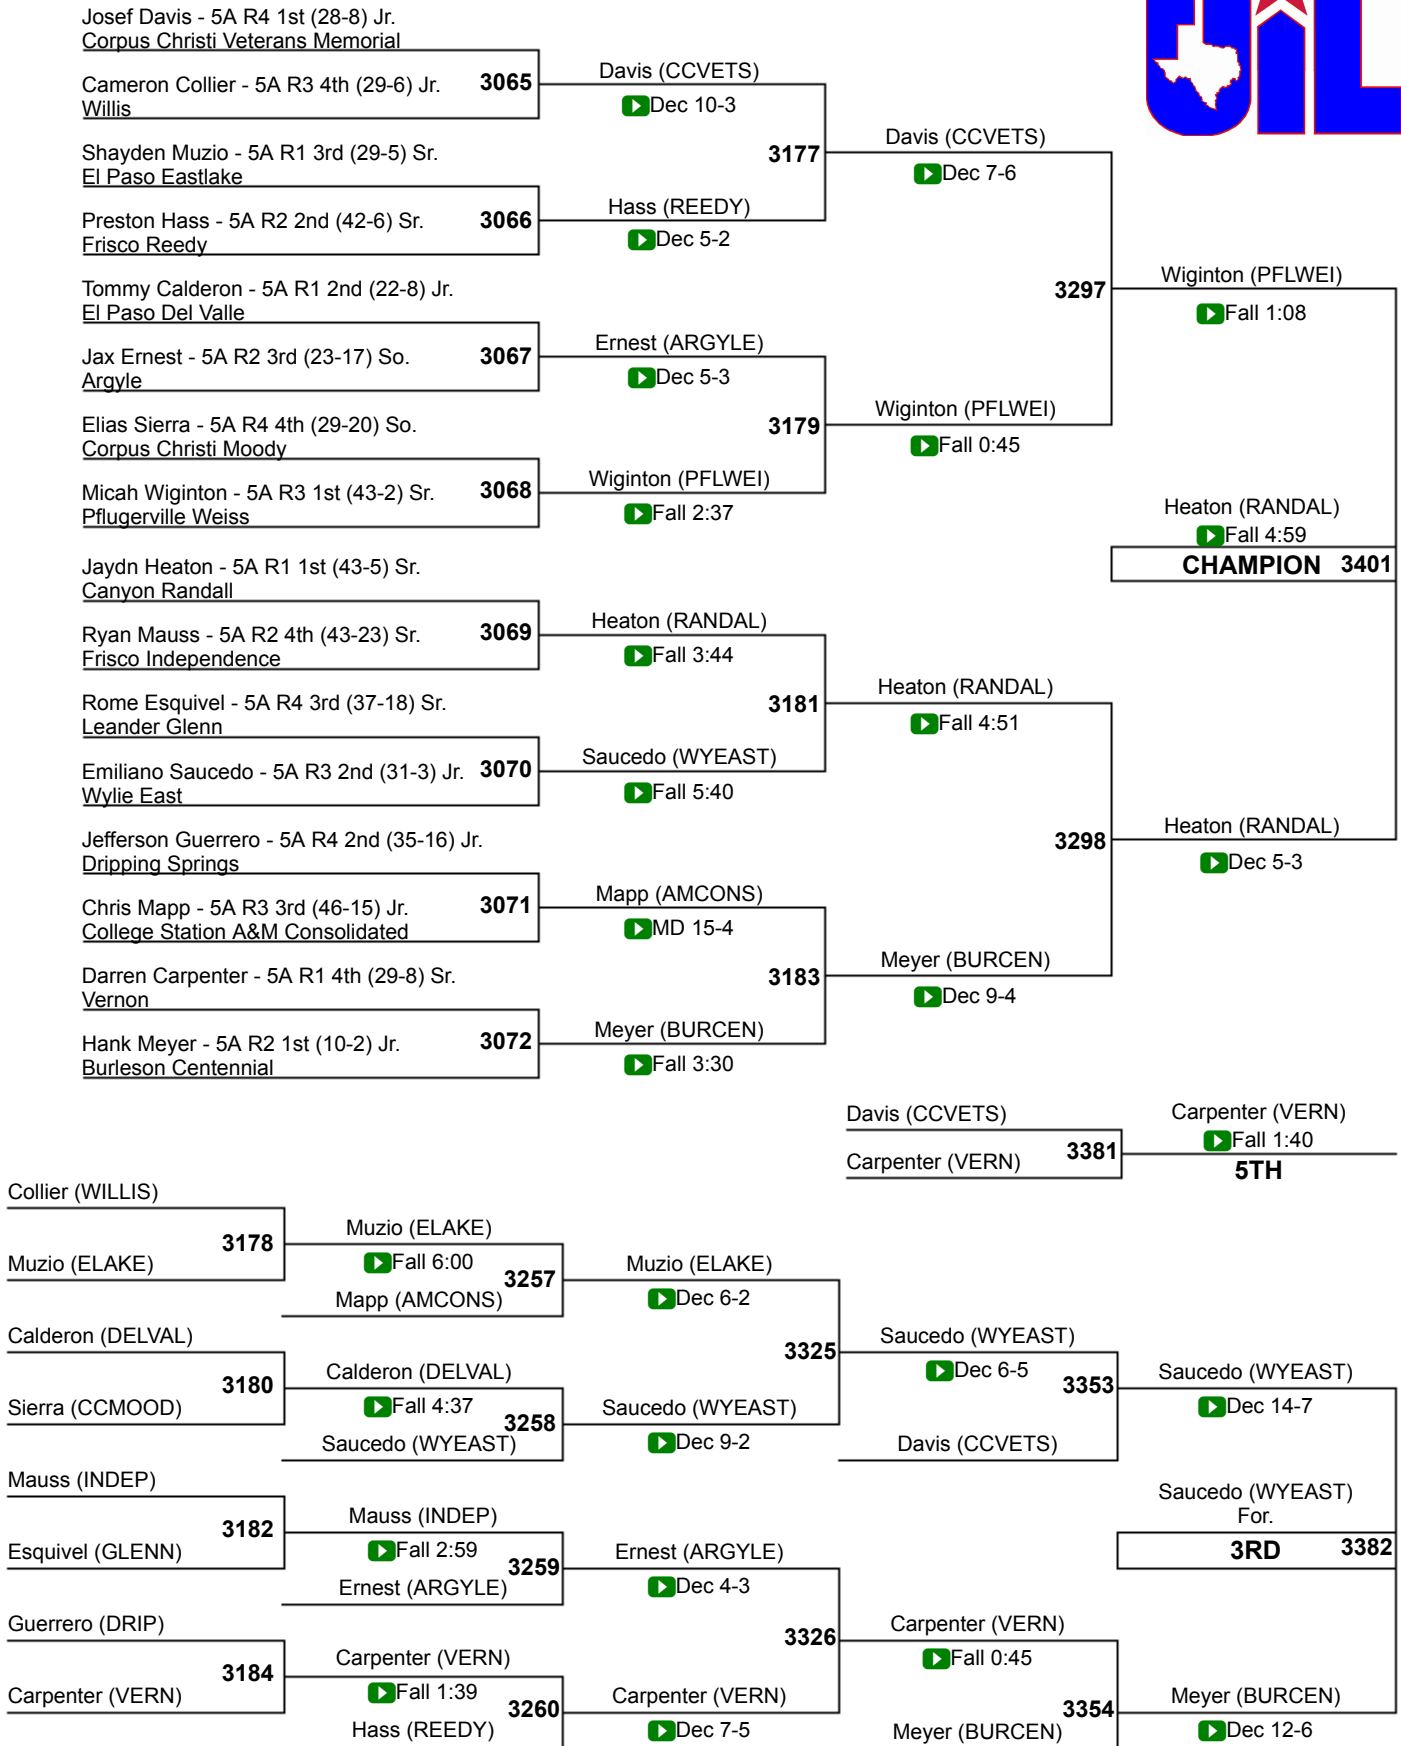 Josef Davis - 5A R4 1st (28-8) Jr.
Corpus Christi Veterans Memorial
Cameron Collier - 5A R3 4th (29-6) Jr.
Willis
3065
Davis (CCVETS)
Dec 10-3
Shayden Muzio - 5A R1 3rd (29-5) Sr.
El Paso Eastlake
Preston Hass - 5A R2 2nd (42-6) Sr.
Frisco Reedy
3066
Hass (REEDY)
Dec 5-2
3177
Davis (CCVETS)
Dec 7-6
UIL
Tommy Calderon - 5A R1 2nd (22-8) Jr.
El Paso Del Valle
Jax Ernest - 5A R2 3rd (23-17) So.
Argyle
3067
Ernest (ARGYLE)
Dec 5-3
Elias Sierra - 5A R4 4th (29-20) So.
Corpus Christi Moody
Micah Wiginton - 5A R3 1st (43-2) Sr.
Pflugerville Weiss
3068
Wiginton (PFLWEI)
Fall 2:37
3179
Wiginton (PFLWEI)
Fall 0:45
3297
Wiginton (PFLWEI)
Fall 1:08
Heaton (RANDAL)
Fall 4:59
CHAMPION 3401
Jaydn Heaton - 5A R1 1st (43-5) Sr.
Canyon Randall
Ryan Mauss - 5A R2 4th (43-23) Sr.
Frisco Independence
3069
Heaton (RANDAL)
Fall 3:44
Rome Esquivel - 5A R4 3rd (37-18) Sr.
Leander Glenn
Emiliano Saucedo - 5A R3 2nd (31-3) Jr.
Wylie East
3070
Saucedo (WYEAST)
Fall 5:40
3181
Heaton (RANDAL)
Fall 4:51
Jefferson Guerrero - 5A R4 2nd (35-16) Jr.
Dripping Springs
Chris Mapp - 5A R3 3rd (46-15) Jr.
College Station A&M Consolidated
3071
Mapp (AMCONS)
MD 15-4
Darren Carpenter - 5A R1 4th (29-8) Sr.
Vernon
Hank Meyer - 5A R2 1st (10-2) Jr.
Burleson Centennial
3072
Meyer (BURCEN)
Fall 3:30
3183
Meyer (BURCEN)
Dec 9-4
3298
Heaton (RANDAL)
Dec 5-3
Davis (CCVETS)
Carpenter (VERN)
3381
Carpenter (VERN)
Fall 1:40
5TH
Collier (WILLIS)
Muzio (ELAKE)
3178
Muzio (ELAKE)
Fall 6:00
Mapp (AMCONS)
3257
Muzio (ELAKE)
Dec 6-2
Calderon (DELVAL)
Sierra (CCMOOD)
3180
Calderon (DELVAL)
Fall 4:37
Saucedo (WYEAST)
3258
Saucedo (WYEAST)
Dec 9-2
3325
Saucedo (WYEAST)
Dec 6-5
Davis (CCVETS)
3353
Saucedo (WYEAST)
Dec 14-7
Mauss (INDEP)
Esquivel (GLENN)
3182
Mauss (INDEP)
Fall 2:59
Ernest (ARGYLE)
3259
Ernest (ARGYLE)
Dec 4-3
Saucedo (WYEAST)
For.
3RD 3382
Guerrero (DRIP)
Carpenter (VERN)
3184
Carpenter (VERN)
Fall 1:39
Hass (REEDY)
3260
Carpenter (VERN)
Dec 7-5
3326
Carpenter (VERN)
Fall 0:45
Meyer (BURCEN)
3354
Meyer (BURCEN)
Dec 12-6